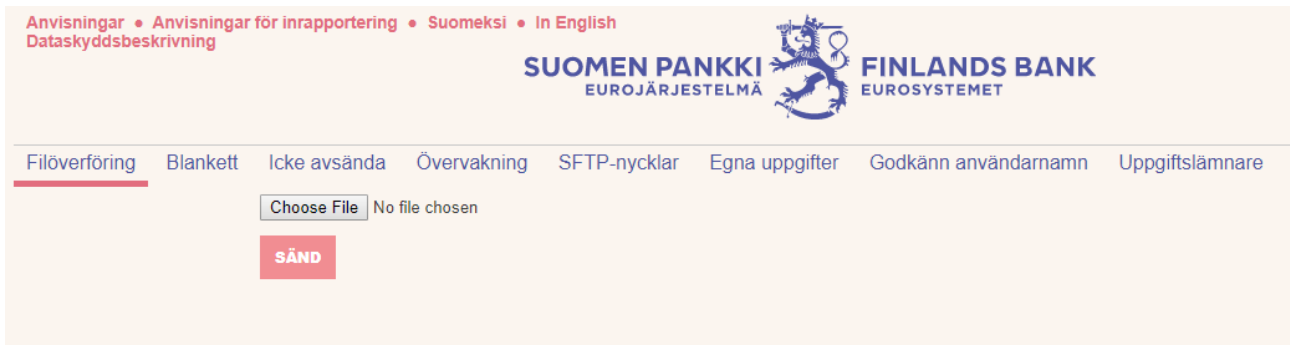 Anvisningar ● Anvisningar för inrapportering ● Suomeksi ● In English
Dataskyddsbeskrivning
SUOMEN PANKKI FINLANDS BANK
EUROJÄRJESTELMÄ EUROSYSTEMET
Filöverföring Blankett Icke avsända Övervakning SFTP-nycklar Egna uppgifter Godkänn användarnamn Uppgiftslämnare
Choose File No file chosen
SÄND